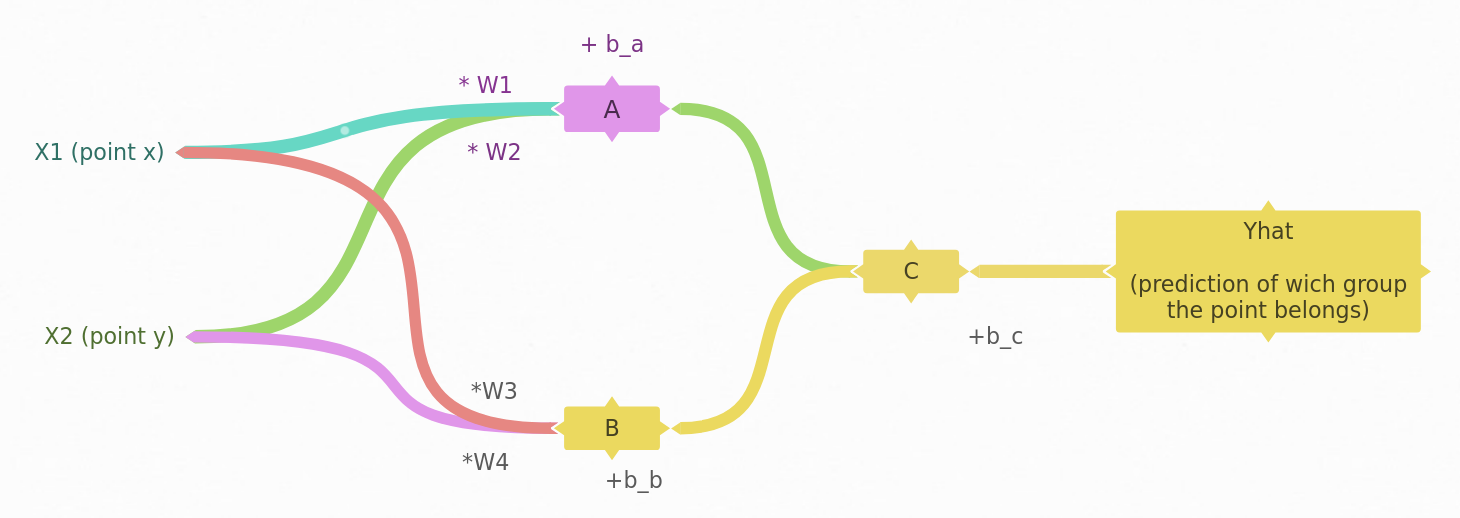 + b_a
* W1
A
X1 (point x)
* W2
Yhat
C
(prediction of wich group
the point belongs)
X2 (point y)
+b_c
*W3
B
*W4
+b_b